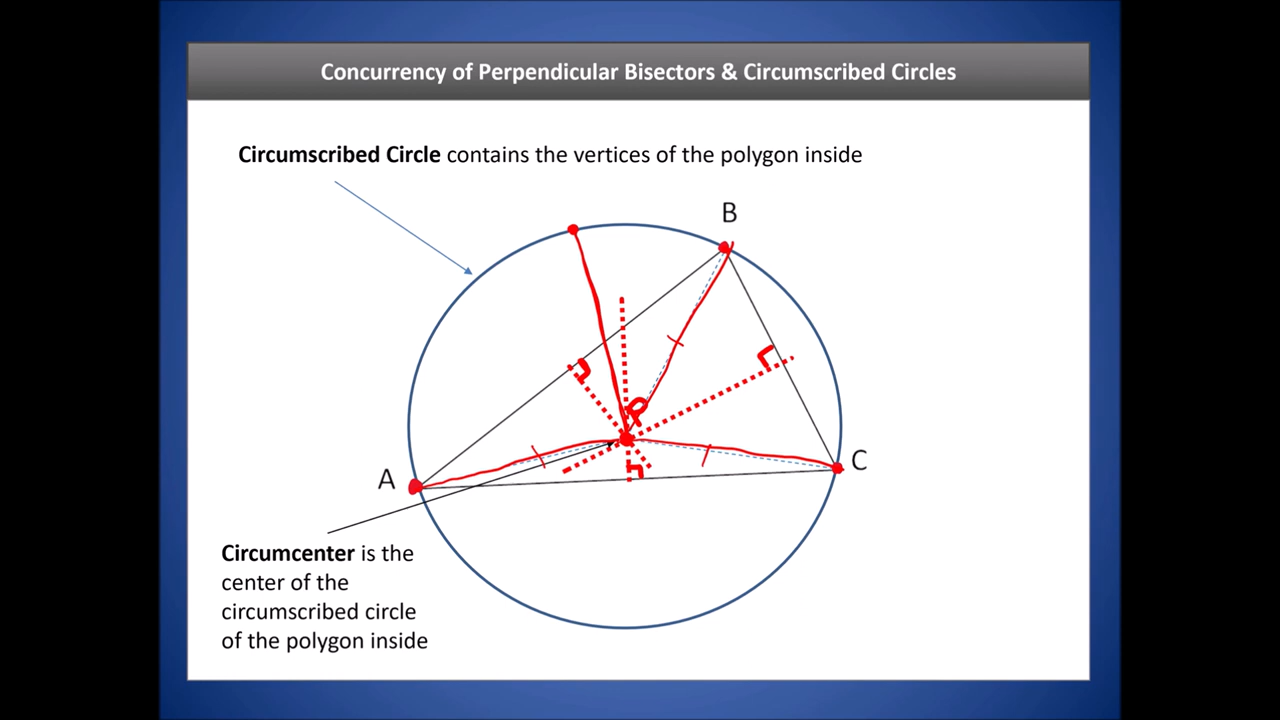 Concurrency of Perpendicular Bisectors & Circumscribed Circles
Circumscribed Circle contains the vertices of the polygon inside
B
P
A
C
Circumcenter is the
center of the
circumscribed circle
of the polygon inside